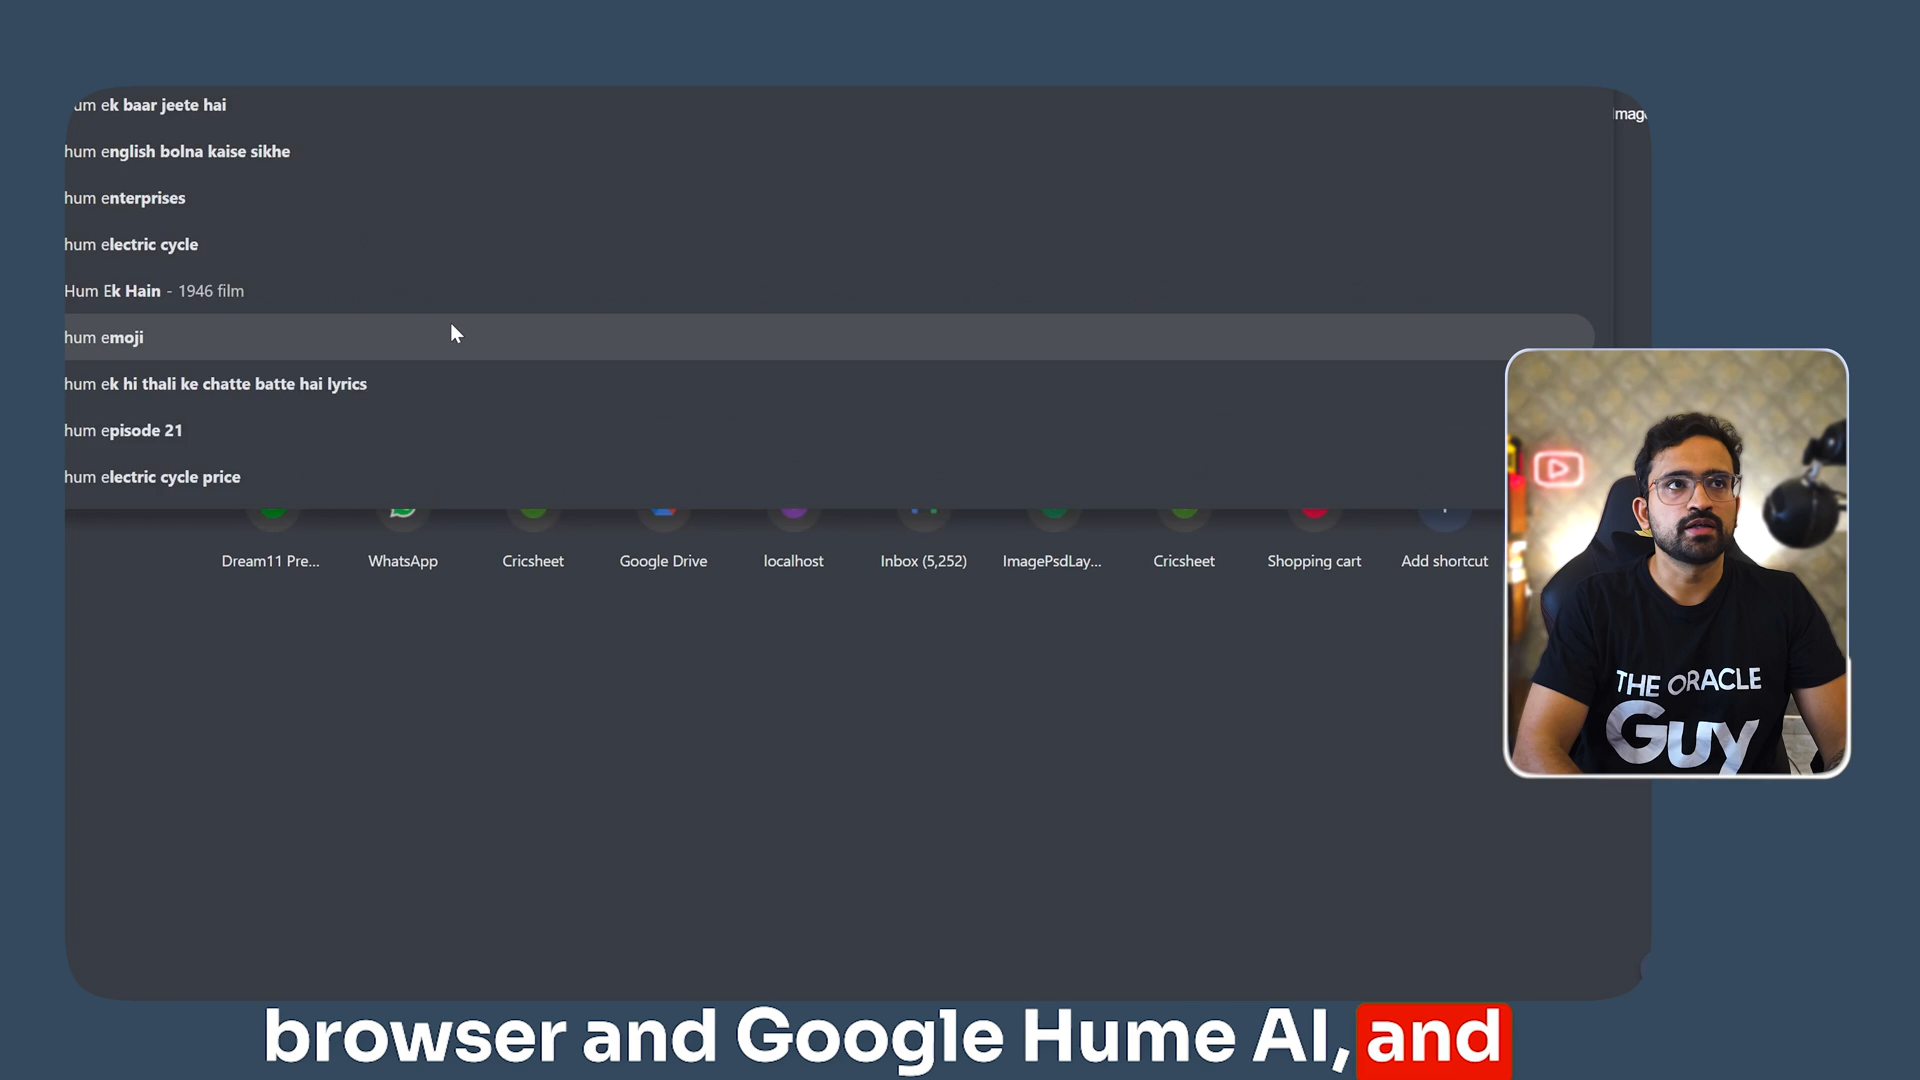 um ek baar jeete hai
Imag
hum english bolna kaise sikhe
hum enterprises
hum electric cycle
Hum Ek Hain - 1946 film
hum emoji
hum ek hi thali ke chatte batte hai lyrics
hum episode 21
hum electric cycle price
Dream11 Pre...
WhatsApp
Cricsheet
Google Drive
localhost
Inbox (5,252)
ImagePsdLay...
Cricsheet
Shopping cart
Add shortcut
THE ORACLE
GUY
browser and Google Hume AI, and